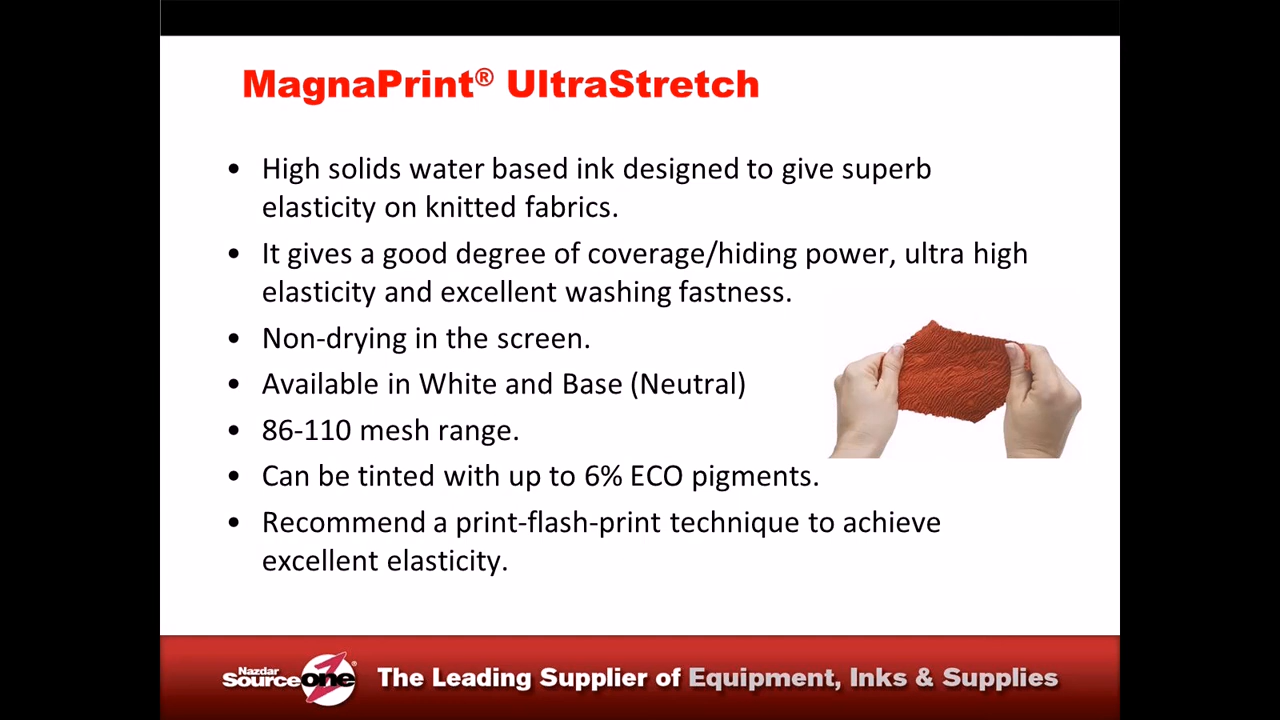 MagnaPrint® UltraStretch
• High solids water based ink designed to give superb
elasticity on knitted fabrics.
• It gives a good degree of coverage/hiding power, ultra high
elasticity and excellent washing fastness.
• Non-drying in the screen.
• Available in White and Base (Neutral)
• 86-110 mesh range.
• Can be tinted with up to 6% ECO pigments.
• Recommend a print-flash-print technique to achieve
excellent elasticity.
Nazdar
sourceone®
The Leading Supplier of Equipment, Inks & Supplies